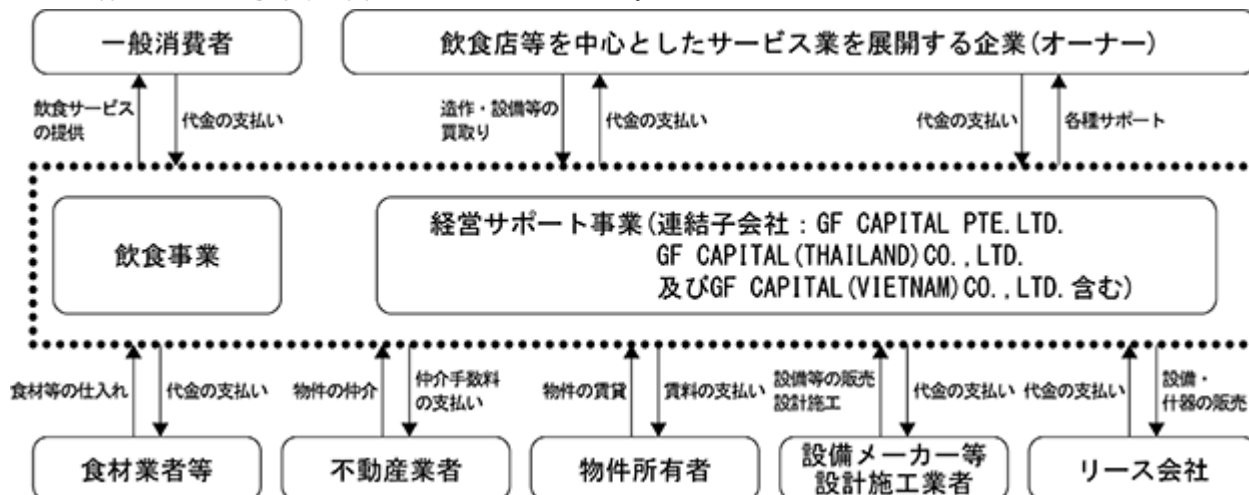 一般消費者
飲食店等を中心としたサービス業を展開する企業(オーナー)
飲食サービス
の提供
代金の支払い
造作・設備等の
買取り
代金の支払い
代金の支払い
各種サポート
飲食事業
経営サポート事業(連結子会社：GF CAPITAL PTE.LTD.
GF CAPITAL(THAILAND)CO.,LTD.
及びGF CAPITAL(VIETNAM)CO.,LTD.含む)
食材等の仕入れ
代金の支払い
物件の仲介
仲介手数料
の支払い
物件の賃貸
賃料の支払い
設備等の販売
設計施工
代金の支払い
代金の支払い
設備・
什器の販売
食材業者等
不動産業者
物件所有者
設備メーカー等
設計施工業者
リース会社